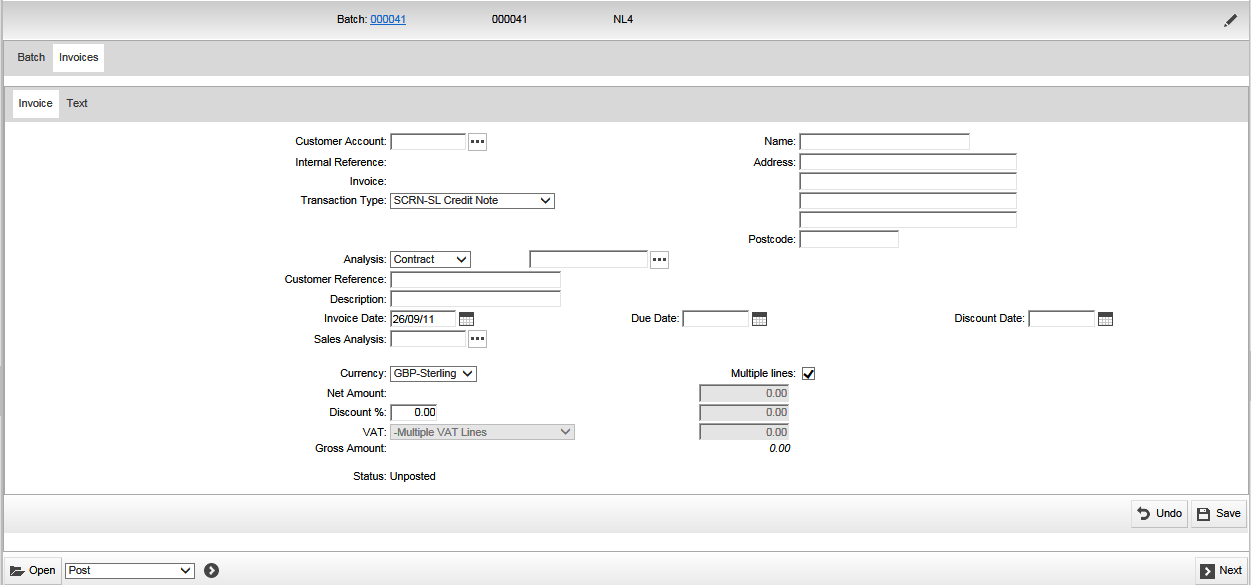 Batch: 000041 000041 NL4
Batch Invoices
Invoice Text
Customer Account: Name:
Internal Reference: Address:
Invoice:
Transaction Type: SCRN-SL Credit Note
Postcode:
Analysis: Contract
Customer Reference:
Description:
Invoice Date: 26/09/11 Due Date: Discount Date:
Sales Analysis:
Currency: GBP-Sterling Multiple lines:
Net Amount: 0.00
Discount %: 0.00 0.00
VAT: -Multiple VAT Lines 0.00
Gross Amount: 0.00
Status: Unposted
Undo Save
Open Post Next